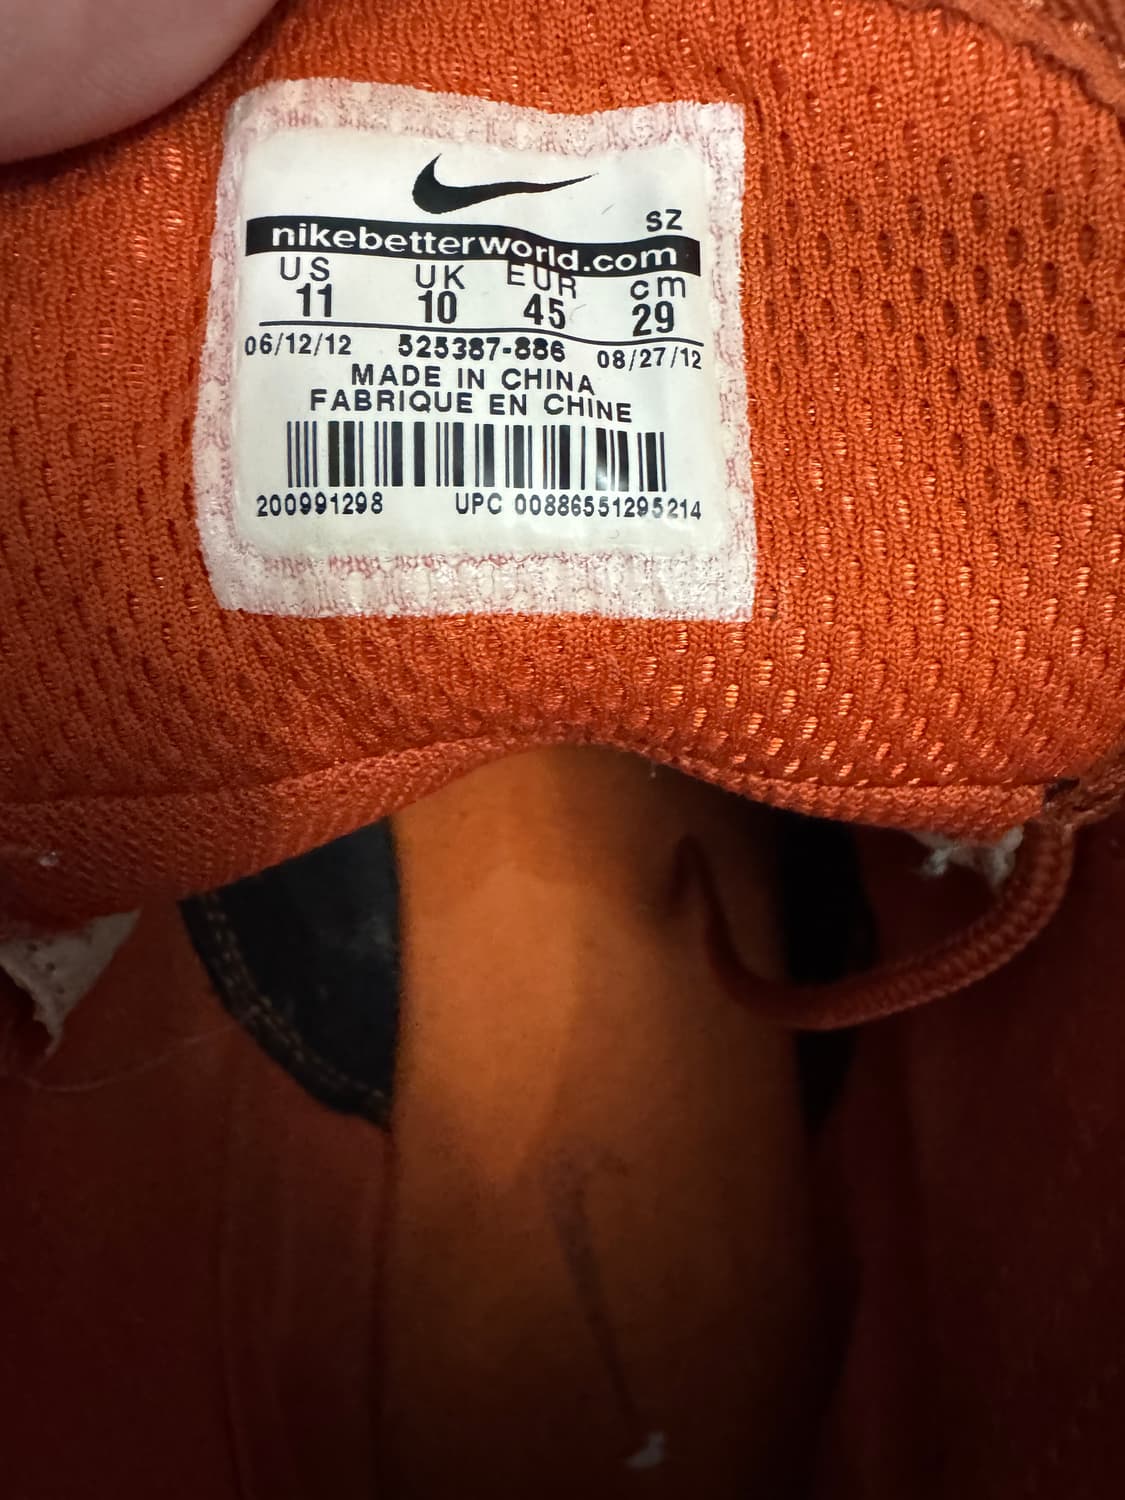 SZ
nikebetterworld.com
US UK EUR cm
11 10 45 29
06/12/12 525387-886 08/27/12
MADE IN CHINA
FABRIQUE EN CHINE
200991298 UPC 00886551295214